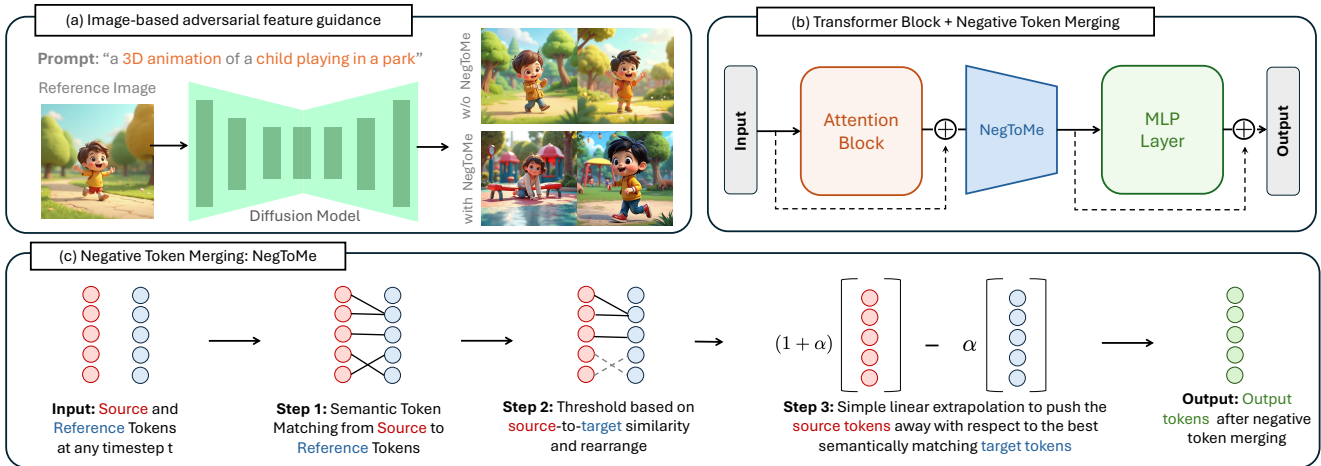 (a) Image-based adversarial feature guidance
Prompt: “a 3D animation of a child playing in a park”
Reference Image
Diffusion Model
w/o NegToMe
with NegToMe
(b) Transformer Block + Negative Token Merging
Input
Attention
Block
NegToMe
MLP
Layer
Output
(c) Negative Token Merging: NegToMe
Input: Source and
Reference Tokens
at any timestep t
Step 1: Semantic Token
Matching from Source to
Reference Tokens
Step 2: Threshold based on
source-to-target similarity
and rearrange
(1 + α) − α
Step 3: Simple linear extrapolation to push the
source tokens away with respect to the best
semantically matching target tokens
Output: Output
tokens after negative
token merging